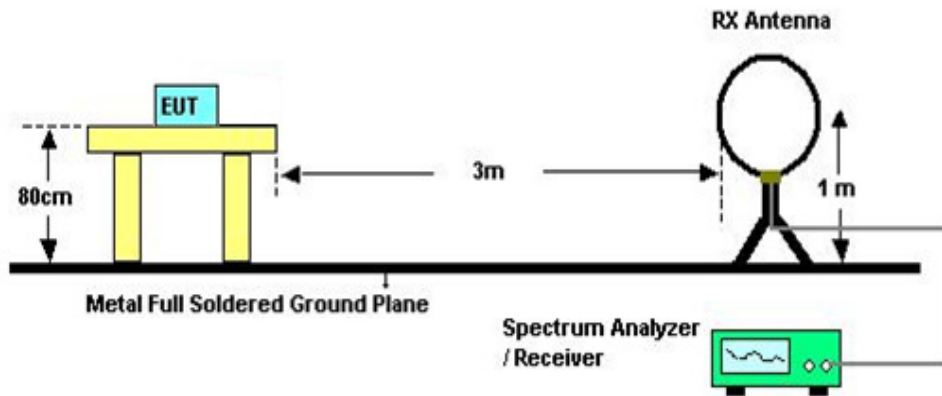 RX Antenna
EUT
3m
80cm
1 m
Metal Full Soldered Ground Plane
Spectrum Analyzer
/ Receiver